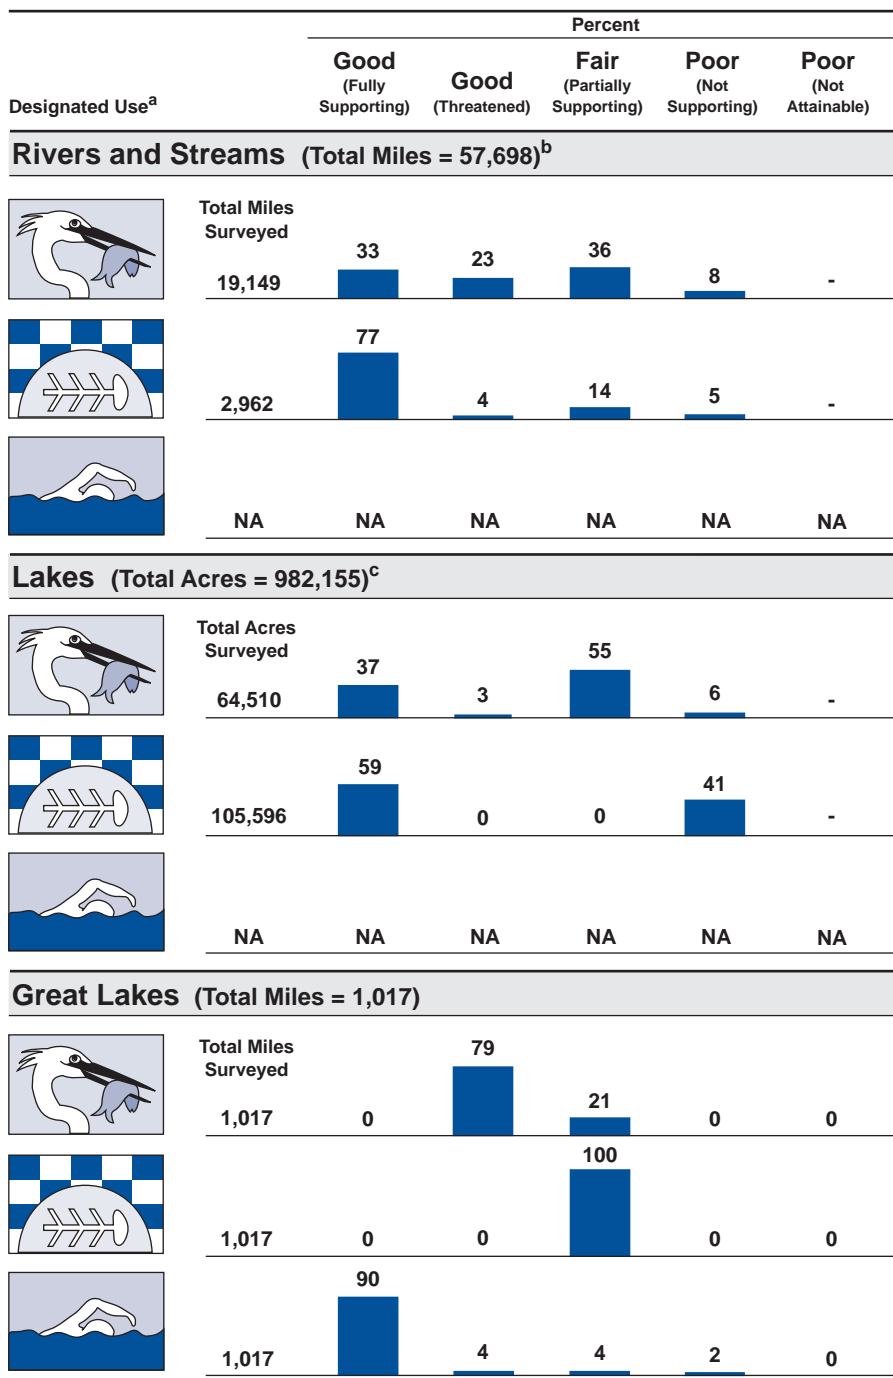 Percent
Designated Use^a
Good (Fully Supporting)
Good (Threatened)
Fair (Partially Supporting)
Poor (Not Supporting)
Poor (Not Attainable)
Rivers and Streams (Total Miles = 57,698)^b
Total Miles Surveyed
19,149 33 23 36 8 -
2,962 77 4 14 5 -
NA NA NA NA NA NA
Lakes (Total Acres = 982,155)^c
Total Acres Surveyed
64,510 37 3 55 6 -
105,596 59 0 0 41 -
NA NA NA NA NA NA
Great Lakes (Total Miles = 1,017)
Total Miles Surveyed
1,017 0 79 21 0 0
1,017 0 0 100 0 0
1,017 90 4 4 2 0